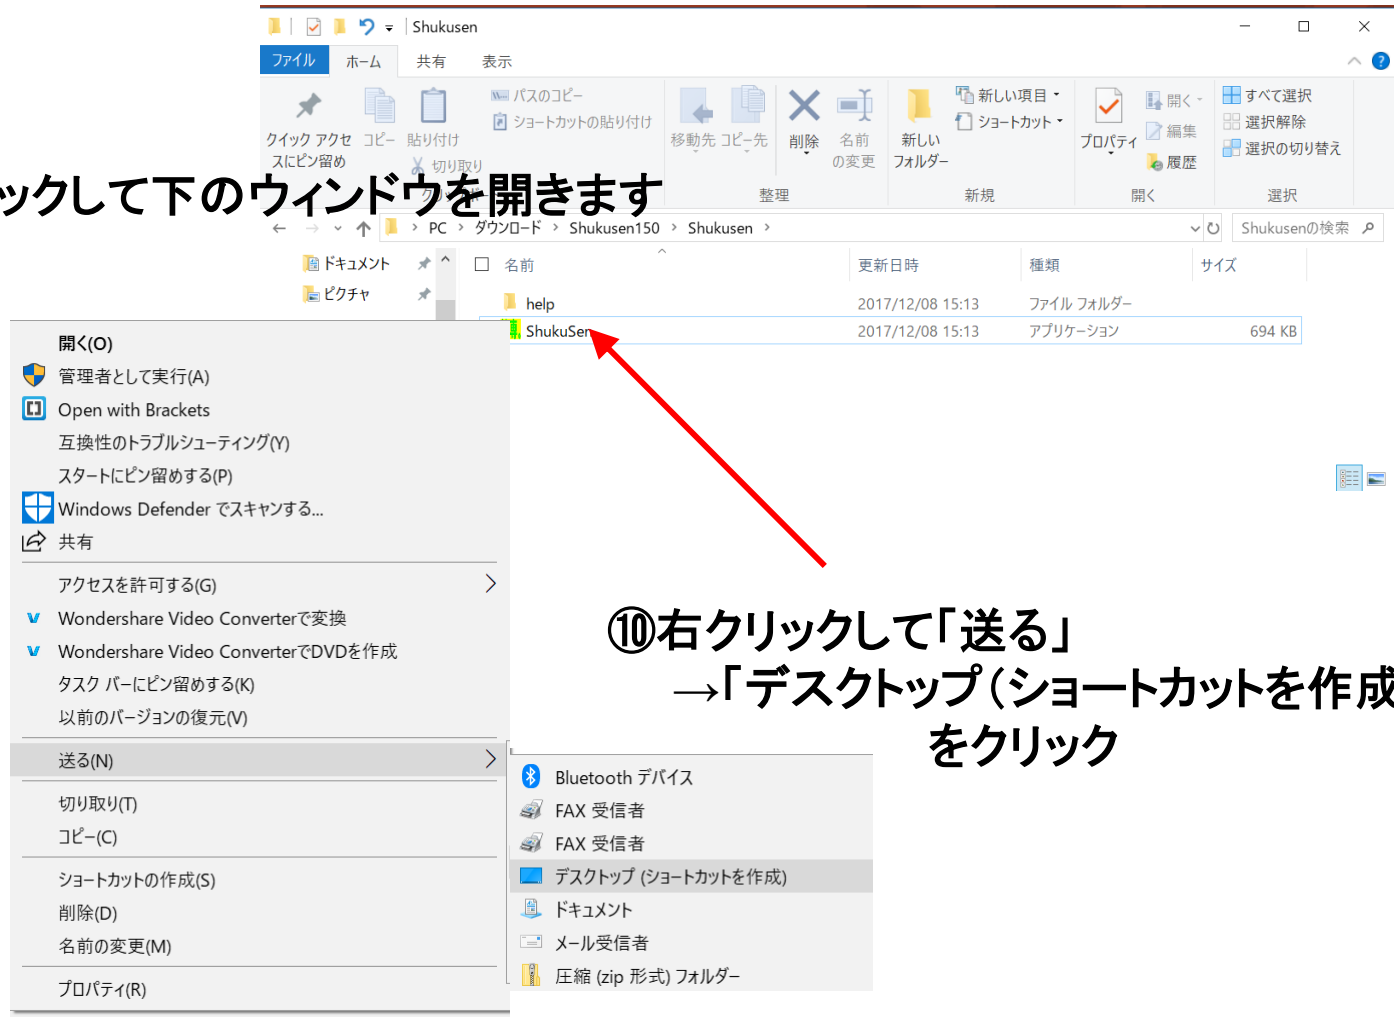 Shukusen
ファイル ホーム 共有 表示
クイック アクセスにピン留め
コピー
貼り付け
パスのコピー
ショートカットの貼り付け
切り取り
移動先
コピー先
削除
名前の変更
新しいフォルダー
新しい項目
ショートカット
プロパティ
開く
編集
履歴
すべて選択
選択解除
選択の切り替え
整理 新規 開く 選択
ックして下のウィンドウを開きます
PC > ダウンロード > Shukusen150 > Shukusen >
Shukusenの検索
ドキュメント
ピクチャ
名前 更新日時 種類 サイズ
help 2017/12/08 15:13 ファイル フォルダー
ShukuSen 2017/12/08 15:13 アプリケーション 694 KB
開く(O)
管理者として実行(A)
Open with Brackets
互換性のトラブルシューティング(Y)
スタートにピン留めする(P)
Windows Defender でスキャンする...
共有
アクセスを許可する(G)
Wondershare Video Converterで変換
Wondershare Video ConverterでDVDを作成
タスク バーにピン留めする(K)
以前のバージョンの復元(V)
送る(N)
切り取り(T)
コピー(C)
ショートカットの作成(S)
削除(D)
名前の変更(M)
プロパティ(R)
Bluetooth デバイス
FAX 受信者
FAX 受信者
デスクトップ (ショートカットを作成)
ドキュメント
メール受信者
圧縮 (zip 形式) フォルダー
⑩右クリックして「送る」
→「デスクトップ（ショートカットを作成
をクリック